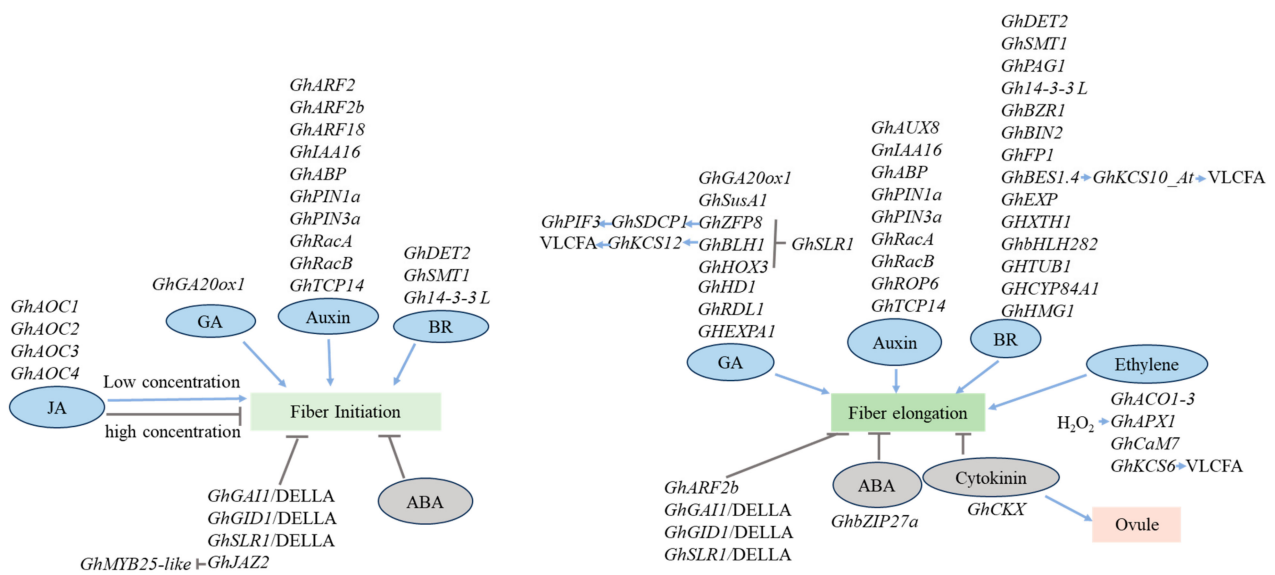 GhARF2
GhARF2b
GhARF18
GhIAA16
GhABP
GhPIN1a
GhPIN3a
GhRacA
GhRacB
GhTCP14
Auxin
GhGA20ox1
GA
GhDET2
GhSMT1
Gh14-3-3 L
BR
GhAOC1
GhAOC2
GhAOC3
GhAOC4
JA
Low concentration
high concentration
Fiber Initiation
GhGAI1/DELLA
GhGID1/DELLA
GhSLR1/DELLA
GhMYB25-like GhJAZ2
ABA
GhGA20ox1
GhSusA1
GhPIF3 GhSDCP1 GhZFP8
VLCFA GhKCS12 GhBLH1 GhSLR1
GhHOX3
GhHD1
GhRDL1
GHEXPA1
GA
GhAUX8
GnIAA16
GhABP
GhPIN1a
GhPIN3a
GhRacA
GhRacB
GhROP6
GhTCP14
Auxin
GhDET2
GhSMT1
GhPAG1
Gh14-3-3 L
GhBZR1
GhBIN2
GhFP1
GhBES1.4 GhKCS10_At VLCFA
GhEXP
GHXTH1
GhbHLH282
GHTUB1
GHCYP84A1
GhHMG1
BR
Ethylene
GhACO1-3
H₂O₂ GhAPX1
GhCaM7
GhKCS6 VLCFA
Fiber elongation
GhARF2b
GhGAI1/DELLA
GhGID1/DELLA
GhSLR1/DELLA
ABA
GhbZIP27a
Cytokinin
GhCKX
Ovule